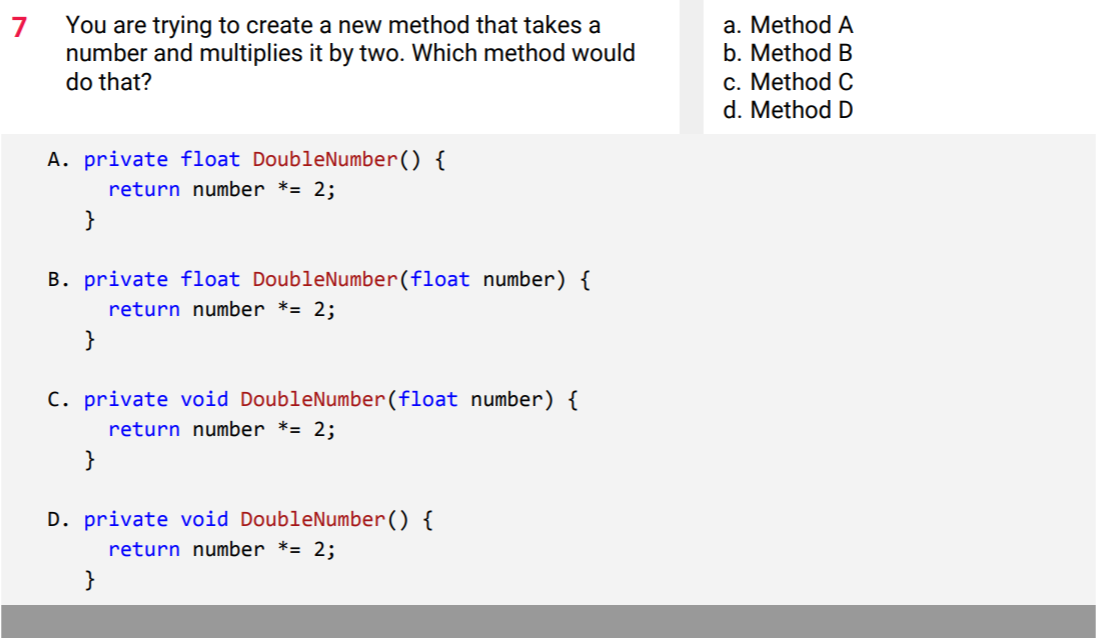 7 You are trying to create a new method that takes a
number and multiplies it by two. Which method would
do that?
a. Method A
b. Method B
c. Method C
d. Method D
A. private float DoubleNumber() {
return number *= 2;
}
B. private float DoubleNumber(float number) {
return number *= 2;
}
C. private void DoubleNumber(float number) {
return number *= 2;
}
D. private void DoubleNumber() {
return number *= 2;
}